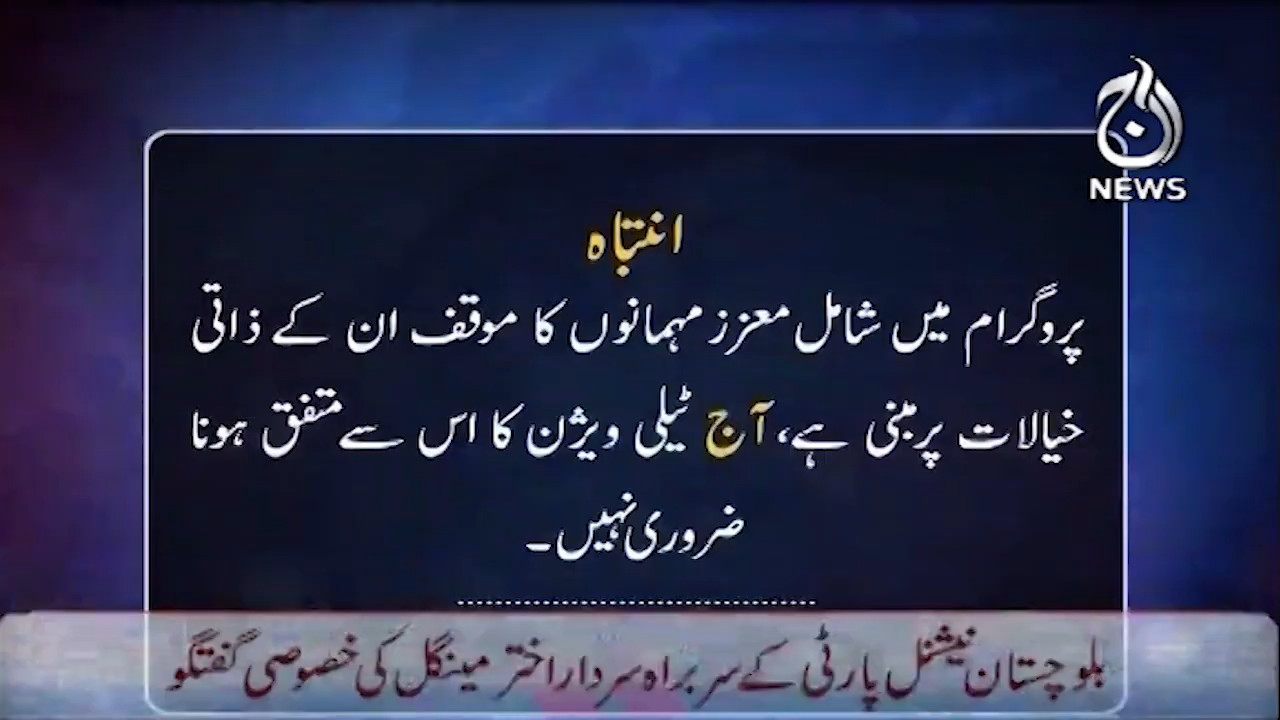 آج
NEWS
انتباہ
پروگرام میں شامل معزز مہمانوں کا موقف ان کے ذاتی
خیالات پر مبنی ہے، آج ٹیلی ویژن کا اس سے متفق ہونا
ضروری نہیں۔
بلوچستان نیشنل پارٹی کے سربراہ سردار اختر مینگل کی خصوصی گفتگو